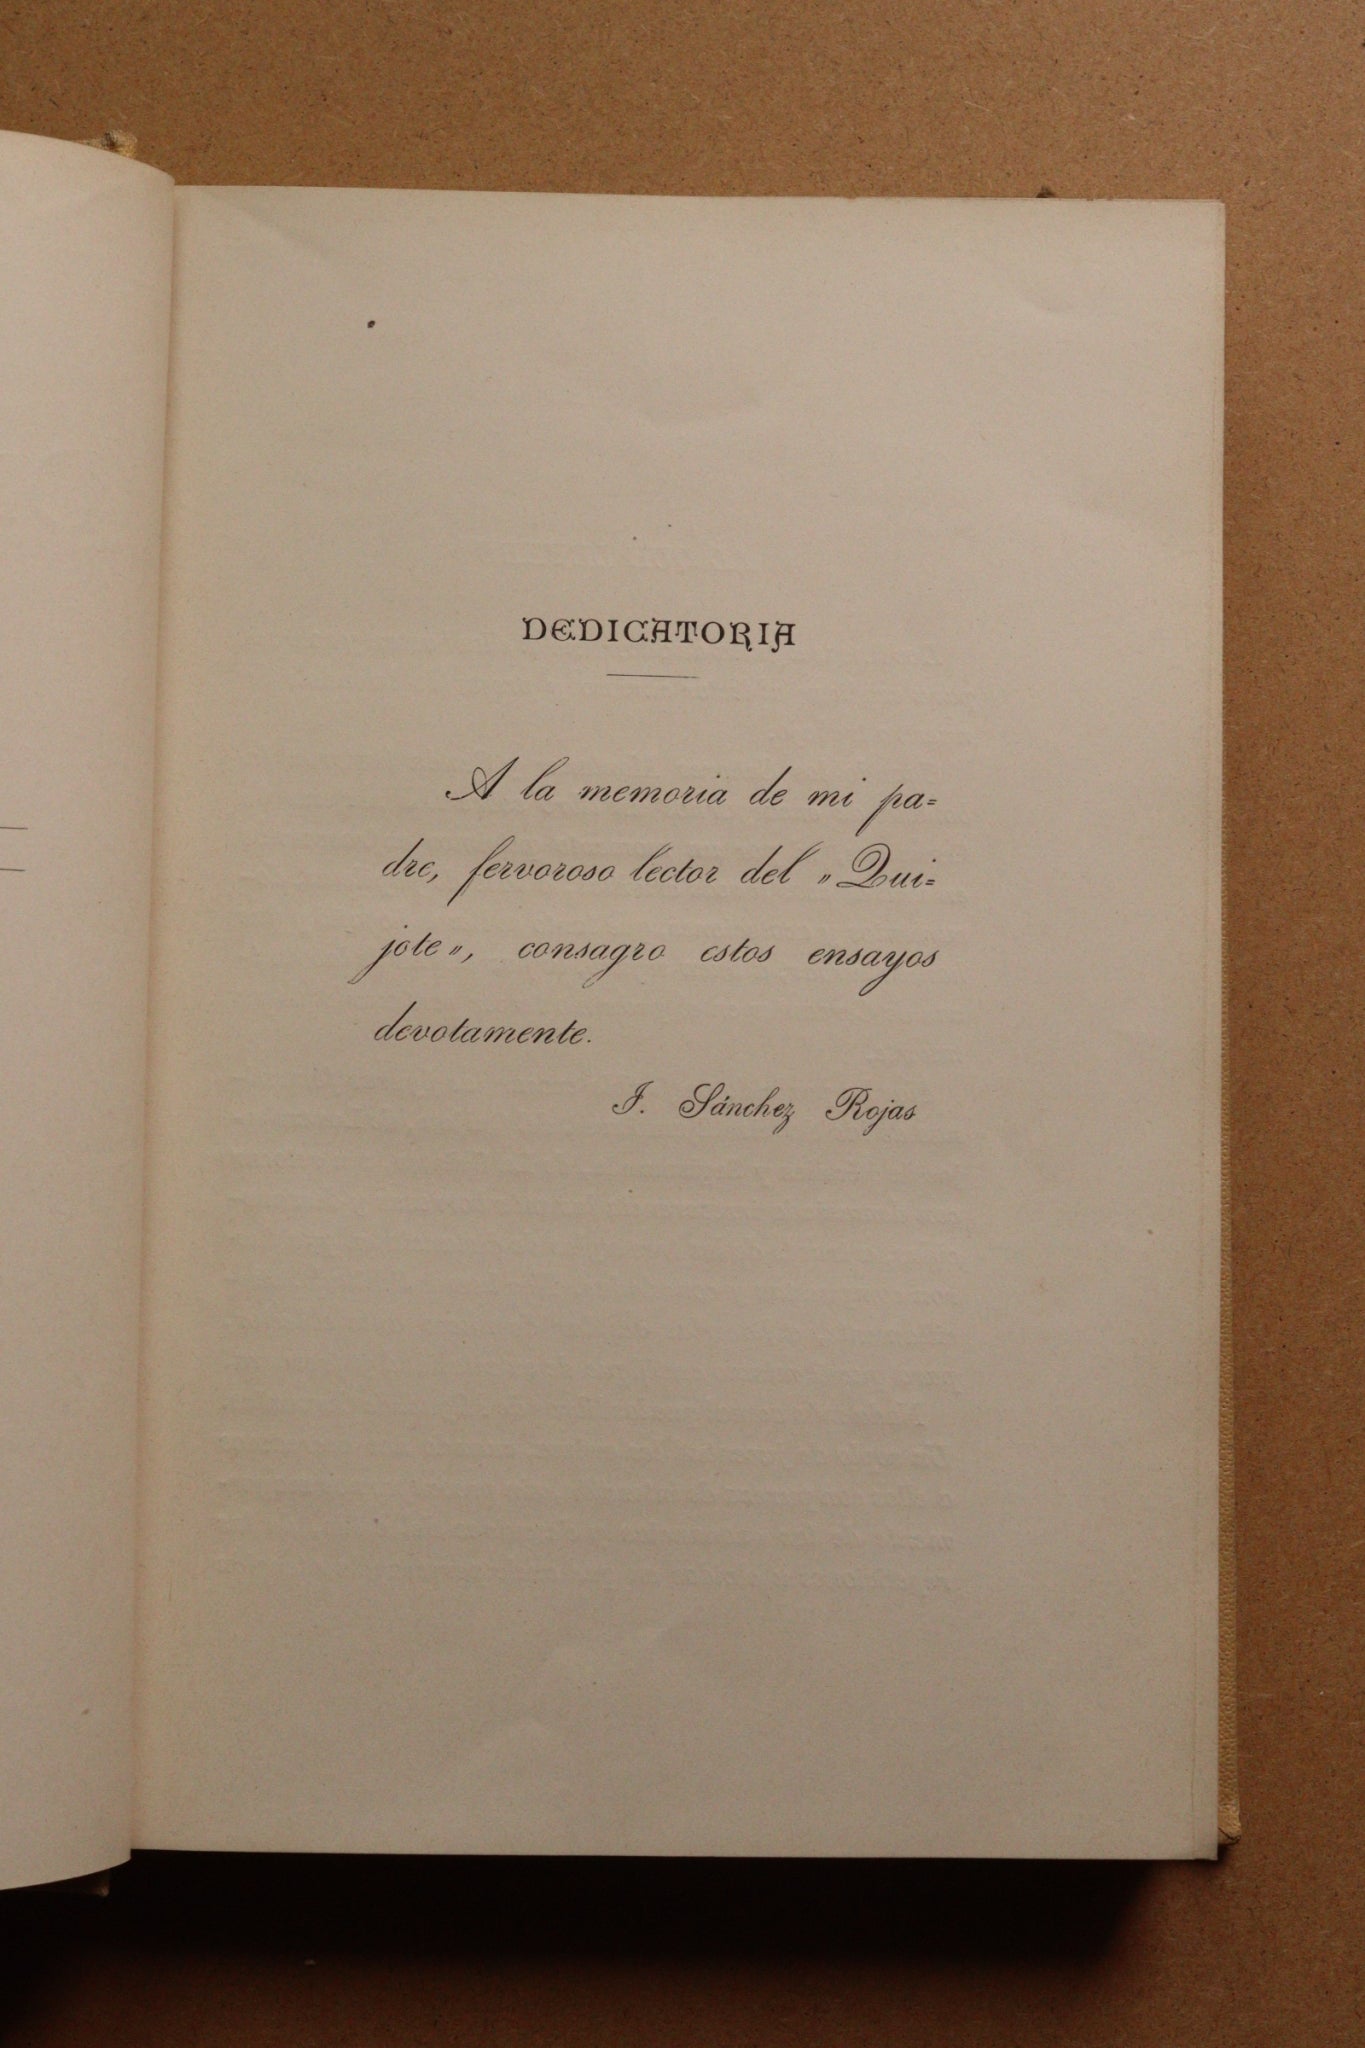 DEDICATORIA
A la memoria de mi pa=
dre, fervoroso lector del "Qui=
jote", consagro estos ensayos
devotamente.
J. Sánchez Rojas